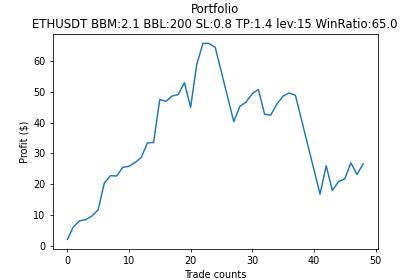 Portfolio
ETHUSDT BBM:2.1 BBL:200 SL:0.8 TP:1.4 lev:15 WinRatio:65.0
60
50
40
30
20
10
0
Profit ($)
0 10 20 30 40 50
Trade counts